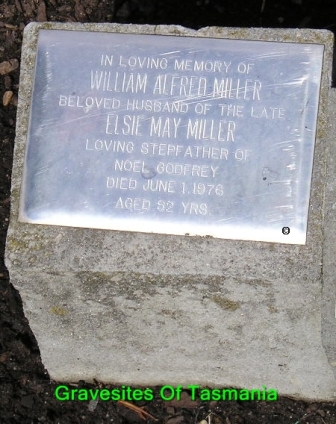 IN LOVING MEMORY OF
WILLIAM ALFRED MILLER
BELOVED HUSBAND OF THE LATE
ELSIE MAY MILLER
LOVING STEPFATHER OF
NOEL GODFREY
DIED JUNE 1, 1976
AGED 92 YRS.
Gravesites Of Tasmania